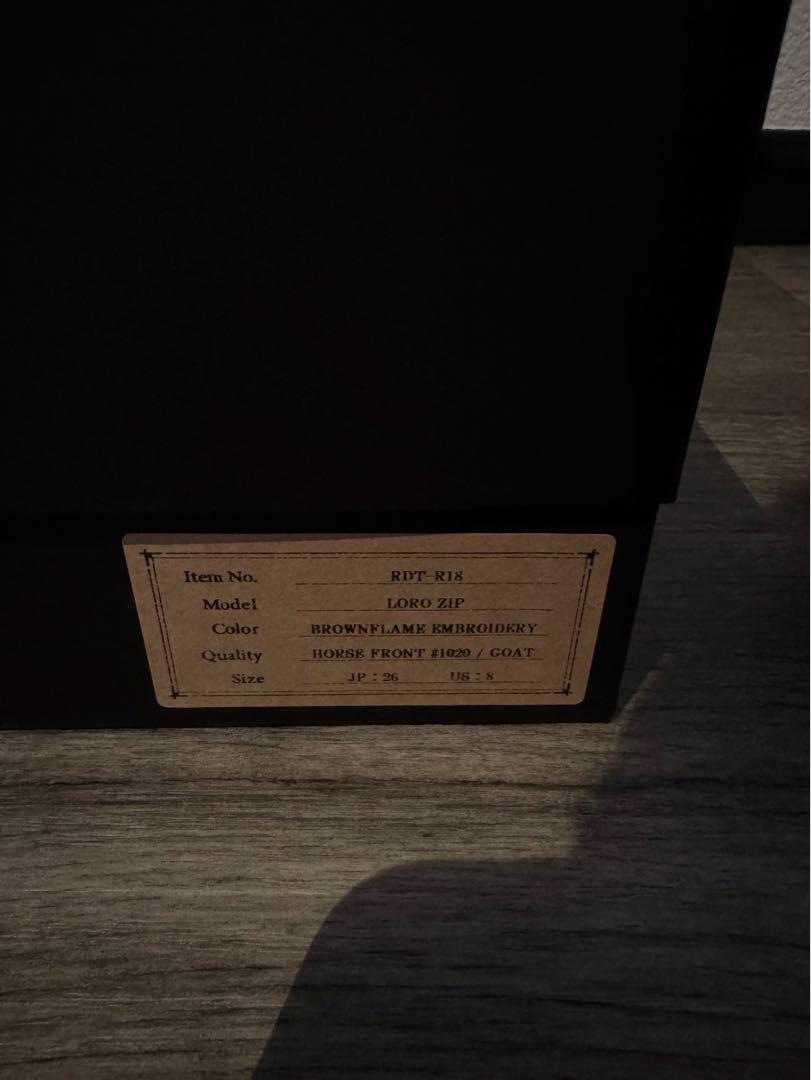 Item No. RDT-R18
Model LORO ZIP
Color BROWNFLAME EMBROIDERY
Quality HORSE FRONT #1020 / GOAT
Size JP : 26 US : 8